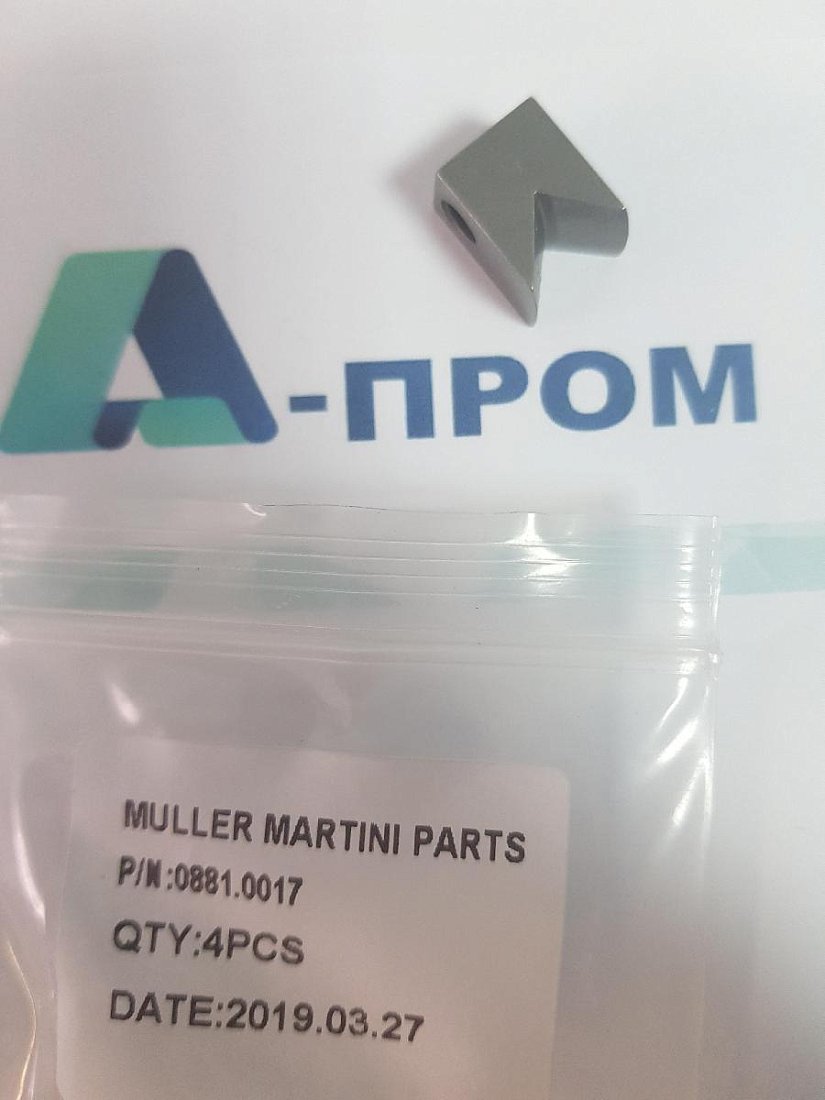 А-ПРОМ
MULLER MARTINI PARTS
P/N:0881.0017
QTY:4PCS
DATE:2019.03.27